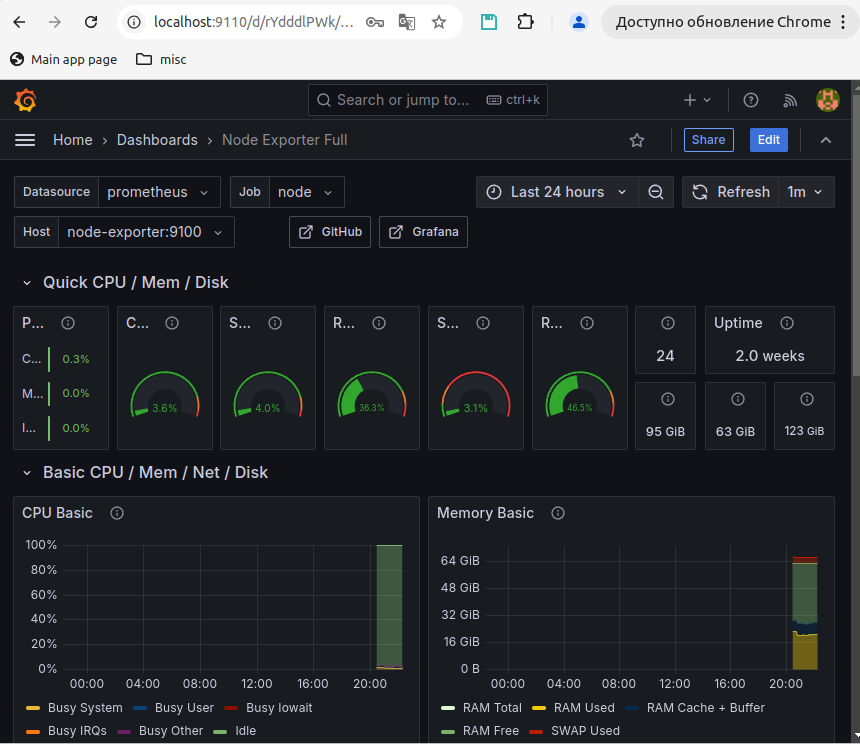 localhost:9110/d/rYdddlPWk/...
Доступно обновление Chrome
Main app page misc
Search or jump to... ctrl+k
Home › Dashboards › Node Exporter Full
Share Edit
Datasource prometheus Job node
Last 24 hours Refresh 1m
Host node-exporter:9100 GitHub Grafana
Quick CPU / Mem / Disk
P... C... S... R... S... R... Uptime
C... 0.3%
M... 0.0%
I... 0.0%
3.6% 4.0% 36.3% 3.1% 46.5%
24 2.0 weeks
95 GiB 63 GiB 123 GiB
Basic CPU / Mem / Net / Disk
CPU Basic
100%
80%
60%
40%
20%
0%
00:00 04:00 08:00 12:00 16:00 20:00
Busy System Busy User Busy Iowait
Busy IRQs Busy Other Idle
Memory Basic
64 GiB
48 GiB
32 GiB
16 GiB
0 B
00:00 04:00 08:00 12:00 16:00 20:00
RAM Total RAM Used RAM Cache + Buffer
RAM Free SWAP Used